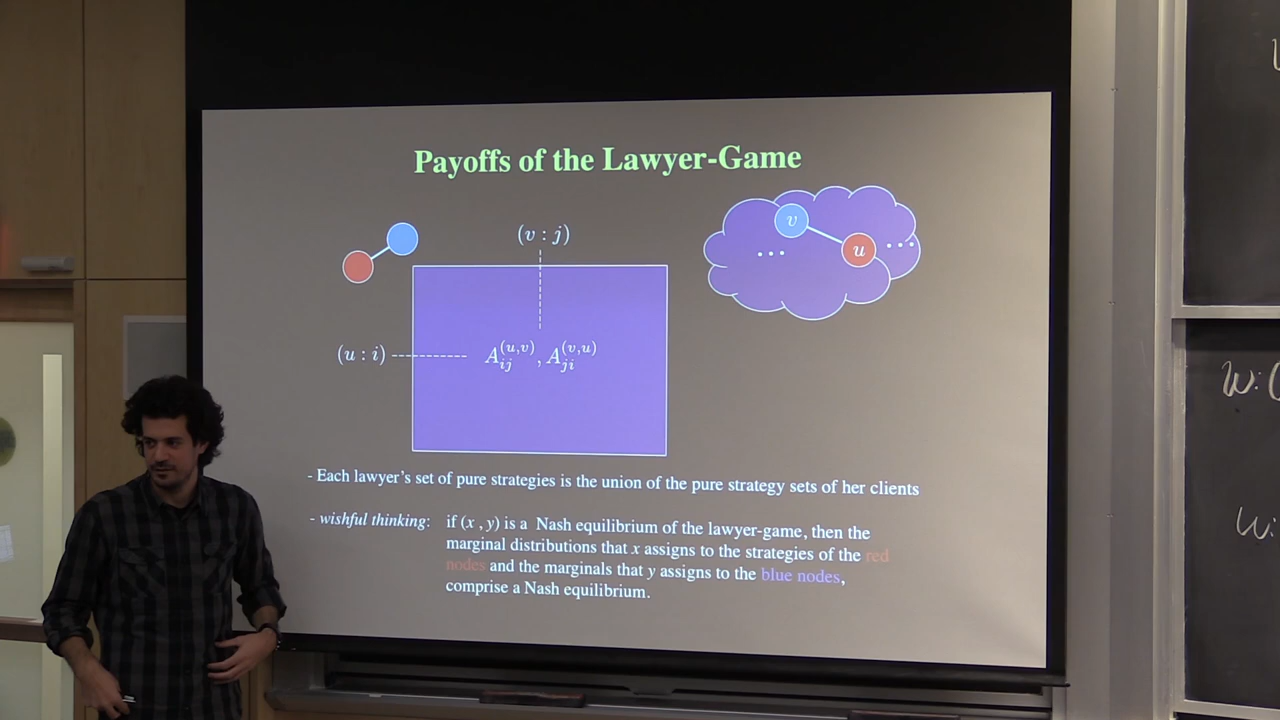 Payoffs of the Lawyer-Game
(v : j)
v
u
...
...
(u : i)
A_{ij}^{(u,v)}, A_{ji}^{(v,u)}
- Each lawyer's set of pure strategies is the union of the pure strategy sets of her clients
- wishful thinking: if (x , y) is a Nash equilibrium of the lawyer-game, then the
marginal distributions that x assigns to the strategies of the red
nodes and the marginals that y assigns to the blue nodes,
comprise a Nash equilibrium.
W: